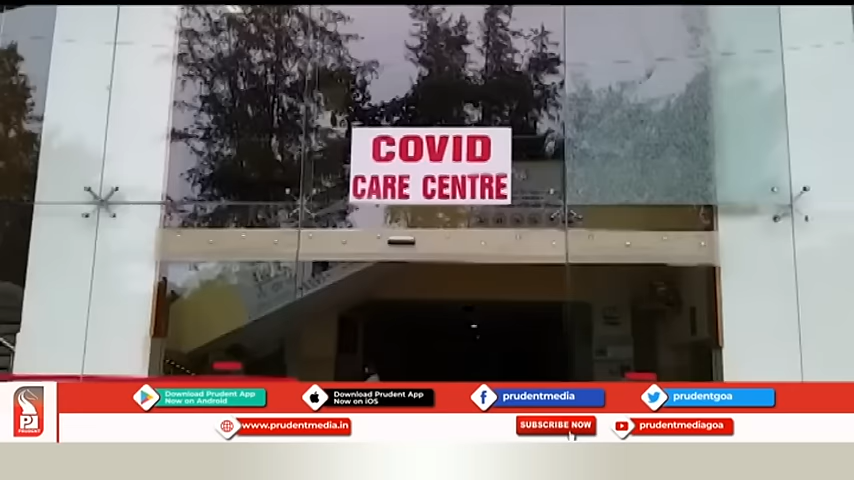 COVID
CARE CENTRE
Download Prudent App
Now on Android
Download Prudent App
Now on iOS
prudentmedia
prudentgoa
PRUDENT
www.prudentmedia.in
SUBSCRIBE NOW
prudentmediagoa